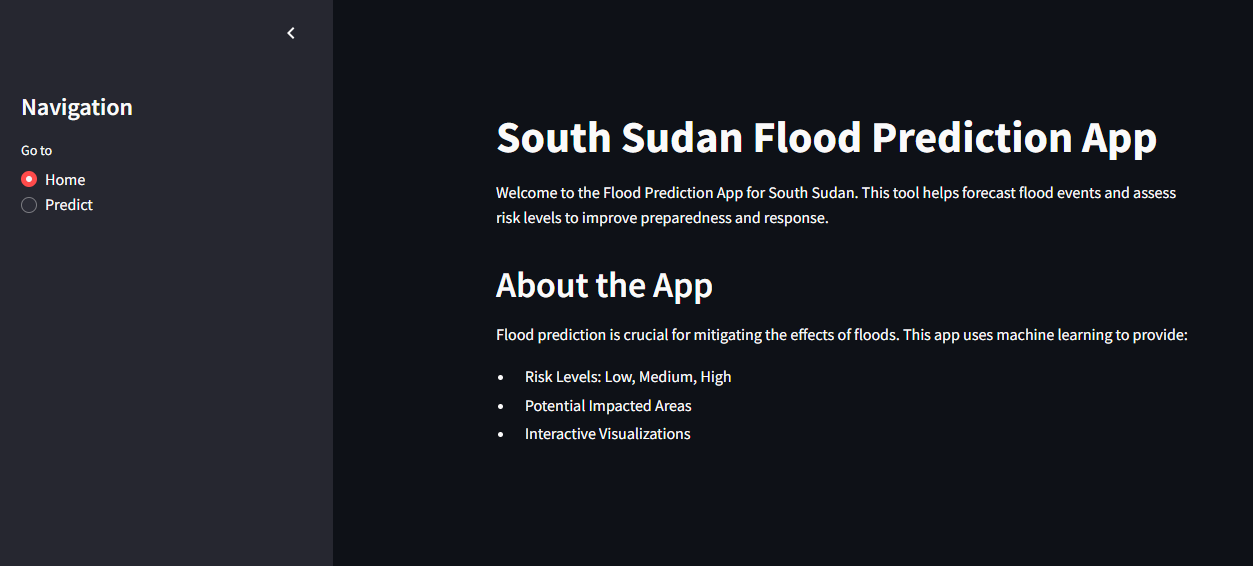 Navigation
Go to
Home
Predict
South Sudan Flood Prediction App
Welcome to the Flood Prediction App for South Sudan. This tool helps forecast flood events and assess
risk levels to improve preparedness and response.
About the App
Flood prediction is crucial for mitigating the effects of floods. This app uses machine learning to provide:
• Risk Levels: Low, Medium, High
• Potential Impacted Areas
• Interactive Visualizations